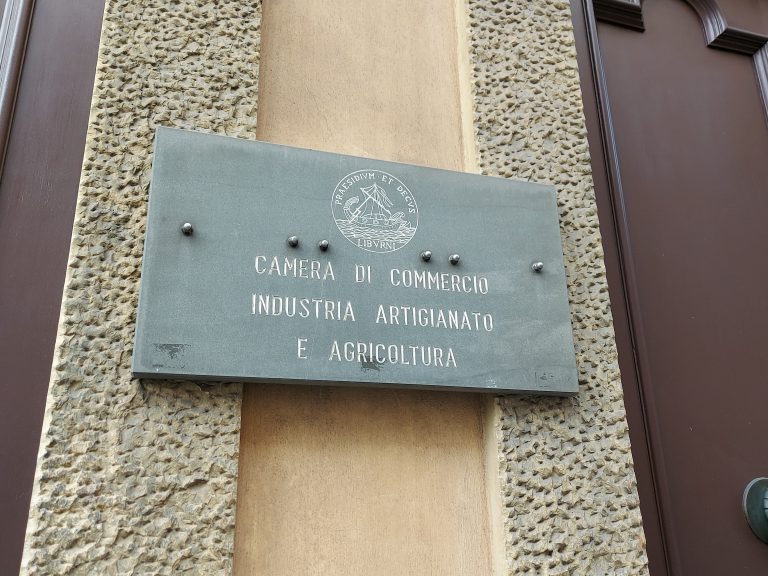 PRAESIDIVM ET DECVS
LIBVRNI
CAMERA DI COMMERCIO
INDUSTRIA ARTIGIANATO
E AGRICOLTURA